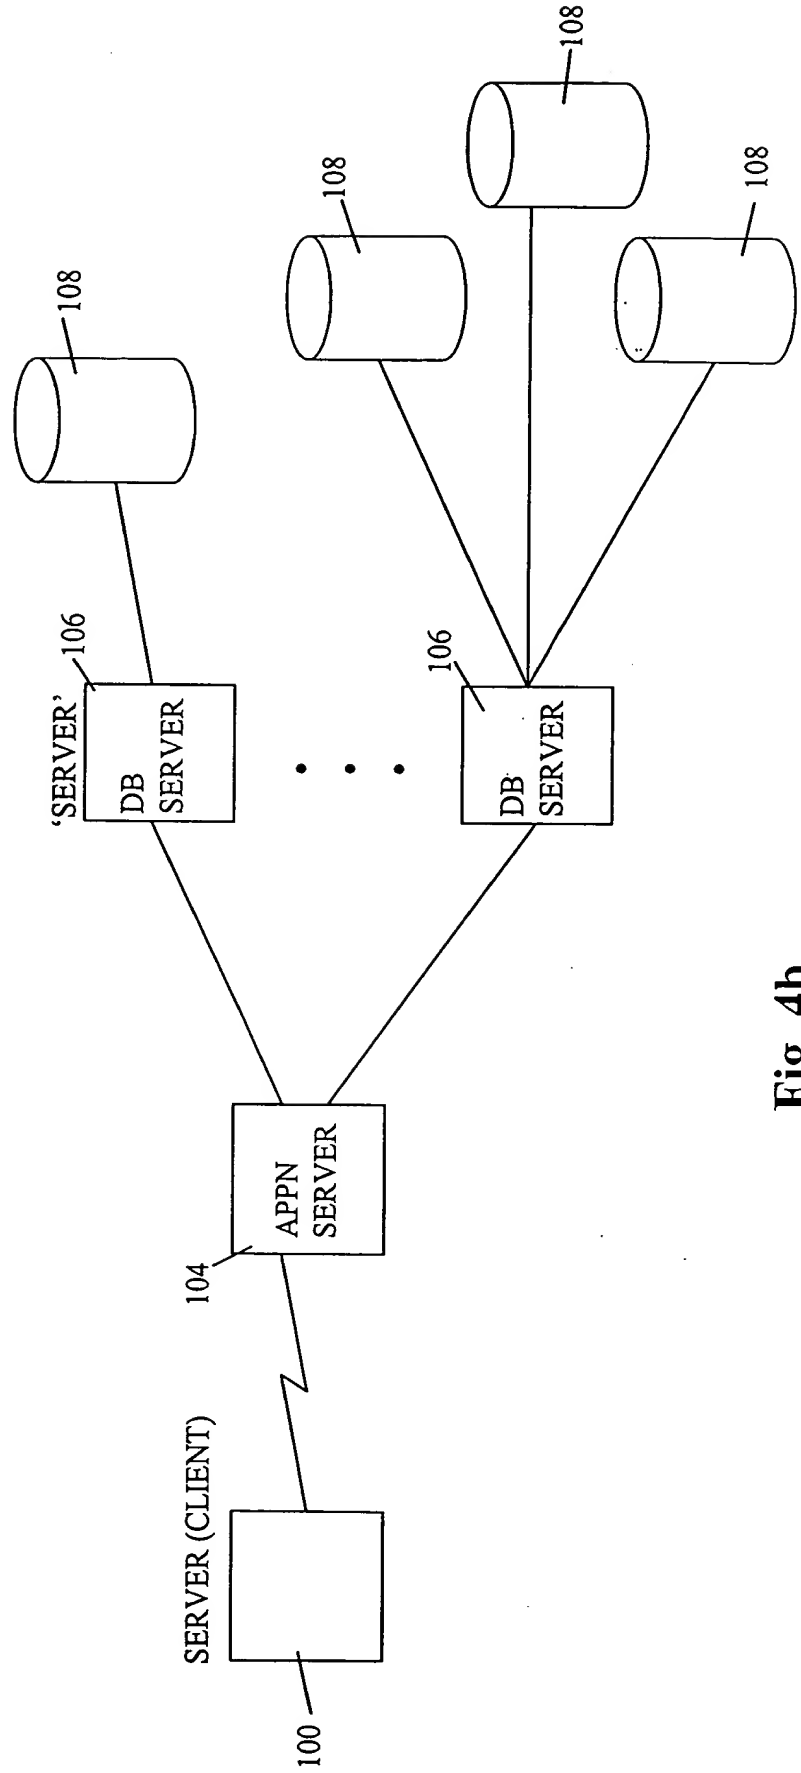 SERVER (CLIENT)
100
104
APPN
SERVER
'SERVER'
106
DB
SERVER
106
DB
SERVER
108
108
108
108
Fig. 4b